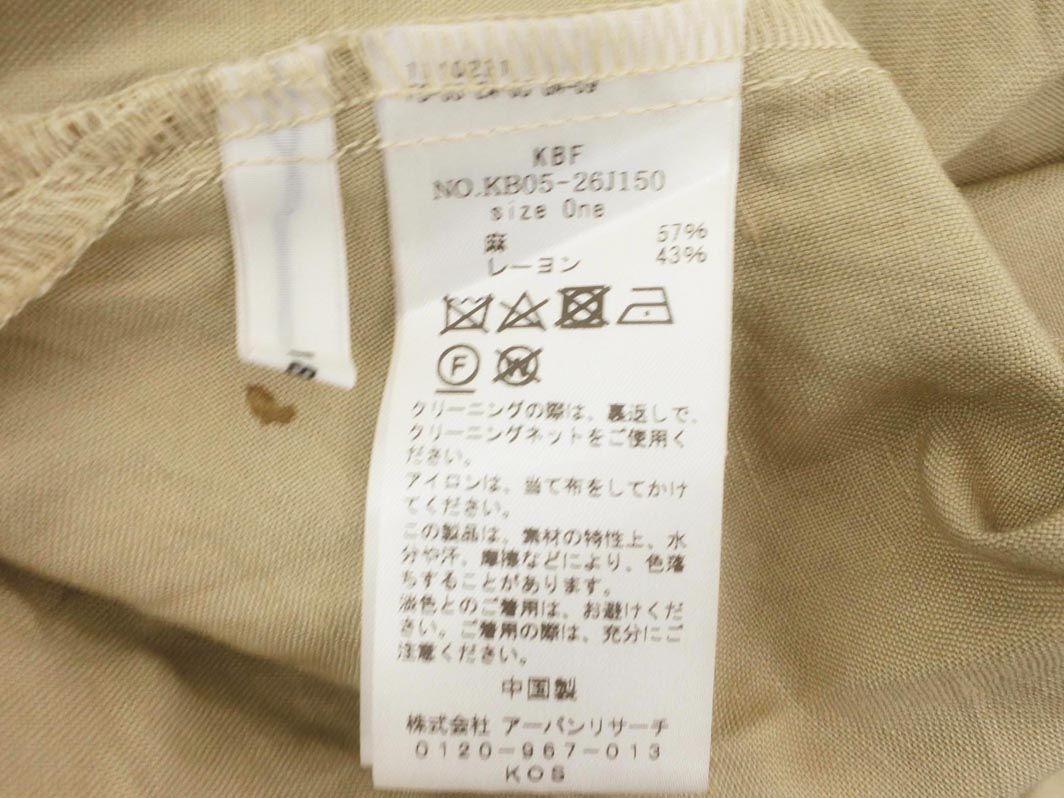 KBF
NO.KB05-26J150
size One
麻 57%
レーヨン 43%
F
W
クリーニングの際は、裏返しで、
クリーニングネットをご使用く
ださい。
アイロンは、当て布をしてかけ
てください。
この製品は、素材の特性上、水
分や汗、摩擦などにより、色落
ちすることがあります。
淡色とのご着用は、お避けくだ
さい。ご着用の際は、充分にご
注意ください。
中国製
株式会社 アーバンリサーチ
0120-967-013
KOS